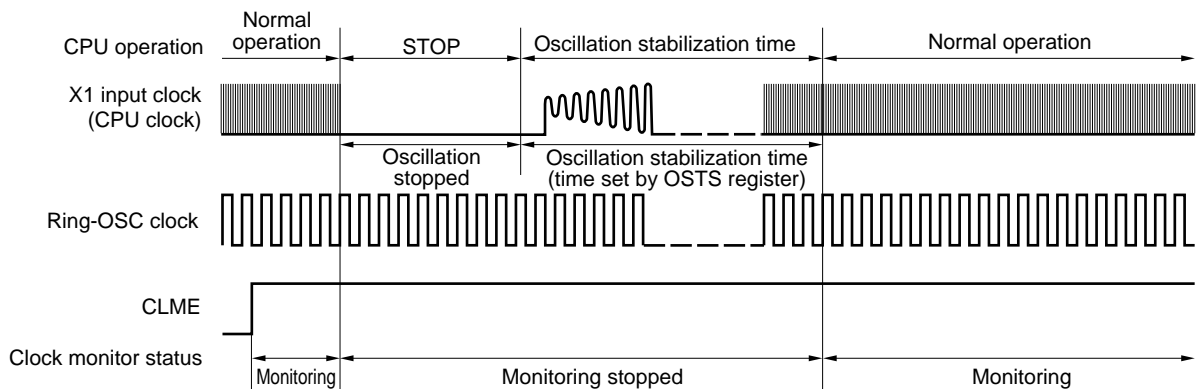 Normal
operation
CPU operation
STOP
Oscillation stabilization time
Normal operation
X1 input clock
(CPU clock)
Oscillation
stopped
Oscillation stabilization time
(time set by OSTS register)
Ring-OSC clock
CLME
Clock monitor status
Monitoring
Monitoring stopped
Monitoring